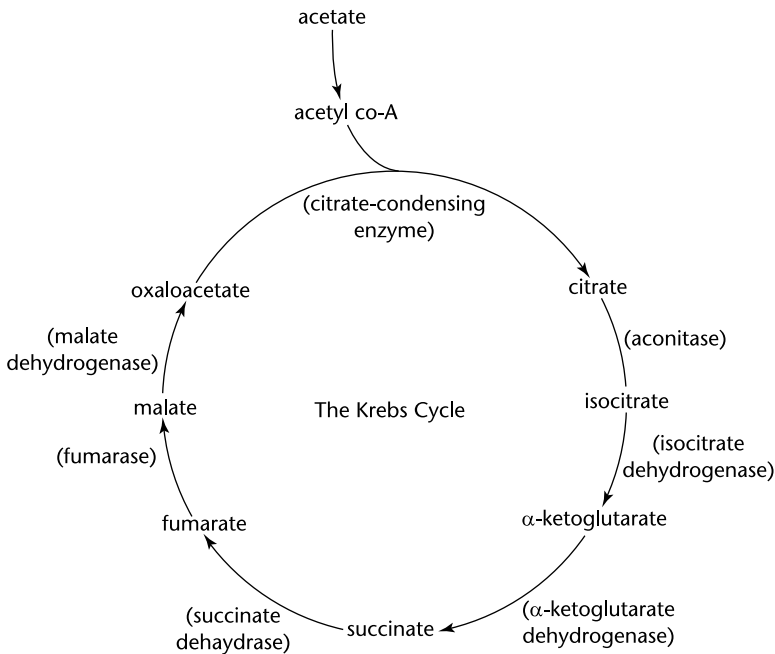 acetate
acetyl co-A
(citrate-condensing
enzyme)
oxaloacetate
citrate
(malate
dehydrogenase)
(aconitase)
malate
The Krebs Cycle
isocitrate
(fumarase)
(isocitrate
dehydrogenase)
fumarate
α-ketoglutarate
(succinate
dehaydrase)
succinate
(α-ketoglutarate
dehydrogenase)